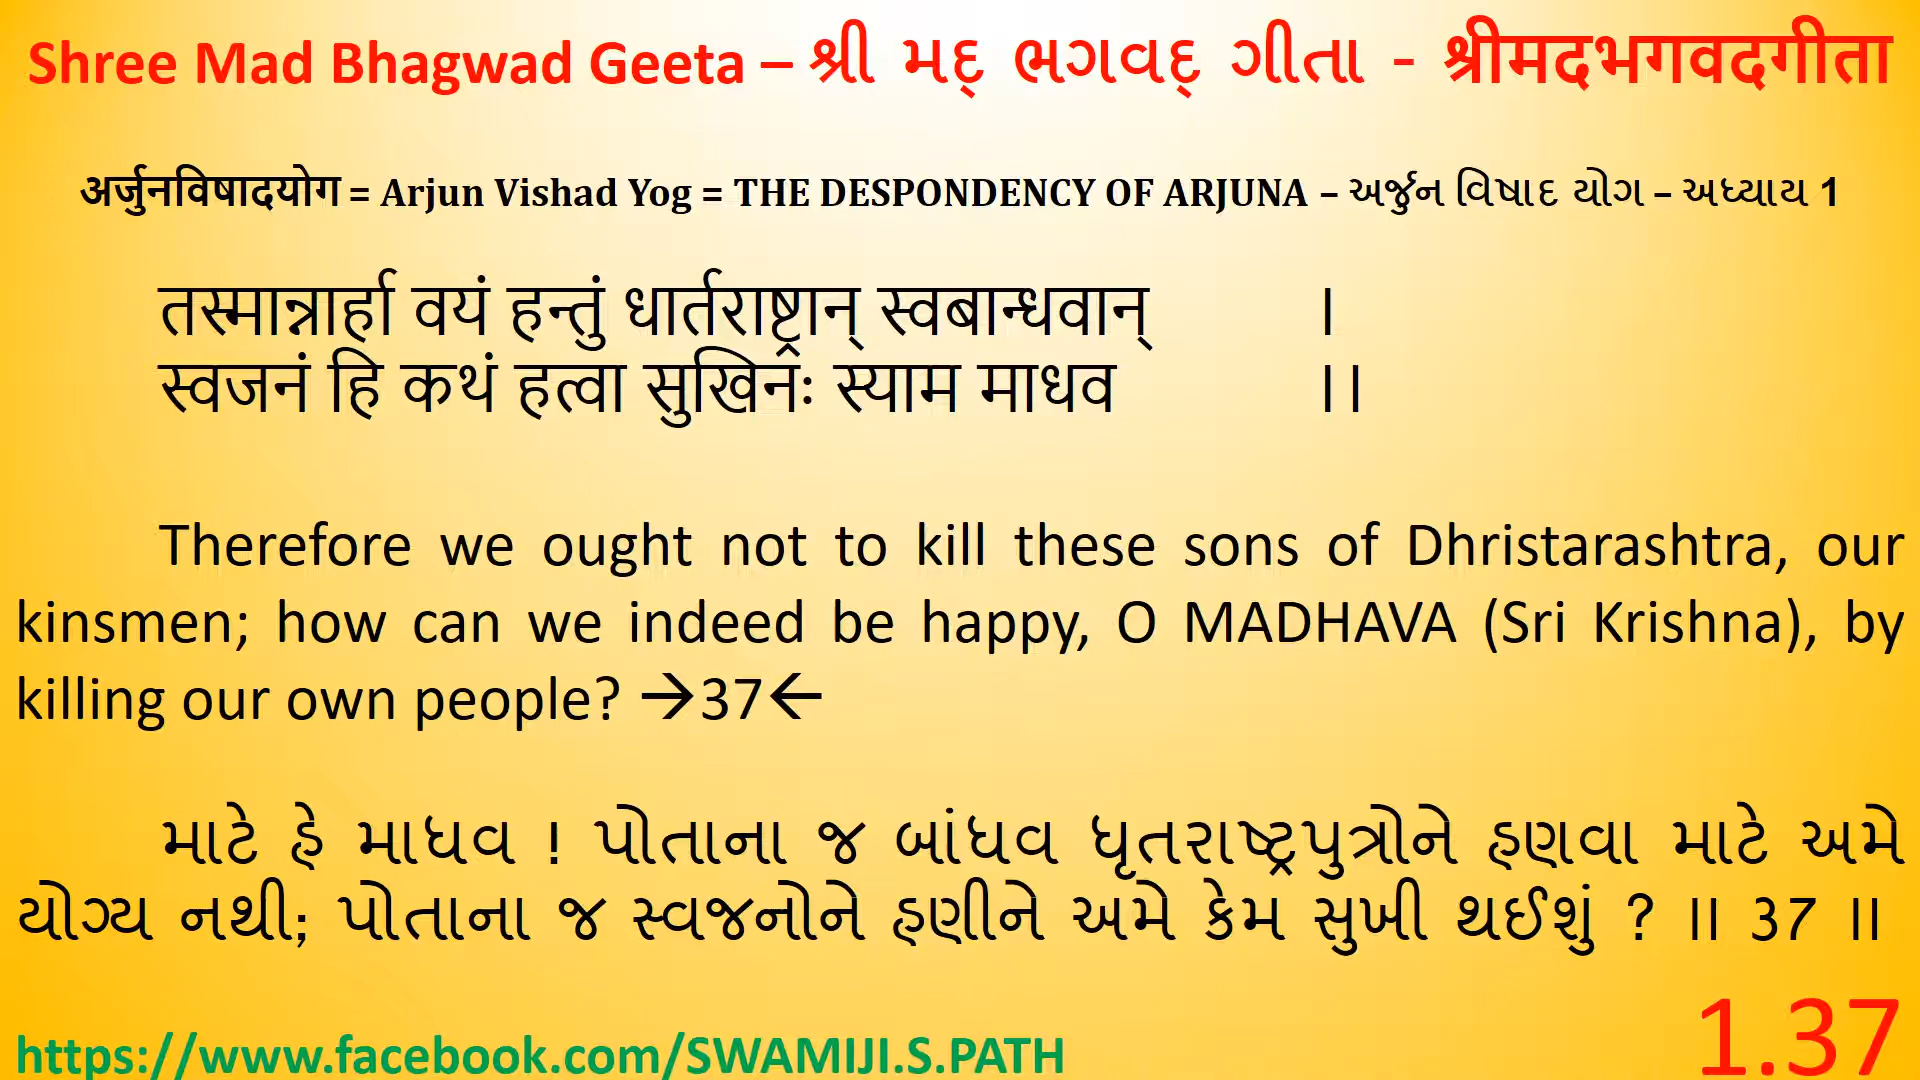 Shree Mad Bhagwad Geeta – શ્રી મદ્ ભગવદ્ ગીતા - श्रीमदभगवदगीता
अर्जुनविषादयोग = Arjun Vishad Yog = THE DESPONDENCY OF ARJUNA – અર્જુન વિષાદ યોગ – અધ્યાય 1
तस्मान्नार्हा वयं हन्तुं धार्तराष्ट्रान् स्वबान्धवान् ।
स्वजनं हि कथं हत्वा सुखिनः स्याम माधव ।।
Therefore we ought not to kill these sons of Dhristarashtra, our
kinsmen; how can we indeed be happy, O MADHAVA (Sri Krishna), by
killing our own people? →37←
માટે હે માધવ ! પોતાના જ બાંધવ ધૃતરાષ્ટ્રપુત્રોને હણવા માટે અમે
યોગ્ય નથી; પોતાના જ સ્વજનોને હણીને અમે કેમ સુખી થઈશું ? ।। 37 ।।
https://www.facebook.com/SWAMIJI.S.PATH
1.37